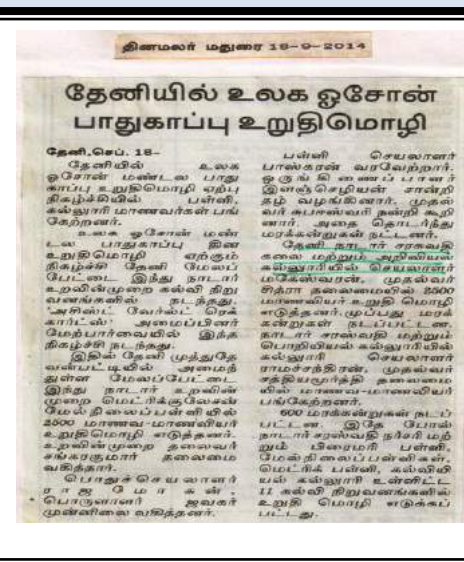 தினமலர் மதுரை 18-9-2014
தேனியில் உலக ஓசோன்
பாதுகாப்பு உறுதிமொழி
தேனி,செப். 18-
தேனியில் உலக
ஓசோன் மண்டல பாது
காப்பு உறுதிமொழி ஏற்பு
நிகழ்ச்சியில் பள்ளி,
கல்லூரி மாணவர்கள் பங்
கேற்றனர்.
உலக ஓசோன் மண்
டல பாதுகாப்பு தின
உறுதிமொழி ஏற்கும்
நிகழ்ச்சி தேனி மேலப்
பேட்டை இந்து நாடார்
உறவின்முறை கல்வி நிறு
வனங்களில் நடந்தது.
'அசிஸ்ட் வேர்ல்ட் ரெக்
கார்ட்ஸ்' அமைப்பினர்
மேற்பார்வையில் இந்த
நிகழ்ச்சி நடந்தது.
இதில் தேனி முத்துதே
வன்பட்டியில் அமைந்
துள்ள மேலப்பேட்டை
இந்து நாடார் உறவின்
முறை மெட்ரிக்குலேசன்
மேல்நிலைப்பள்ளியில்
2500 மாணவ-மாணவியர்
உறுதிமொழி எடுத்தனர்.
உறவின்முறை தலைவர்
சங்கரகுமார் தலைமை
வகித்தார்.
பொதுச்செயலாளர்
ராஜமோகன்,
பொருளாளர் ஜவகர்
முன்னிலை வகித்தனர்.
பள்ளி செயலாளர்
பாஸ்கரன் வரவேற்றார்.
ஒருங்கிணைப்பாளர்
இளஞ்செழியன் சான்றி
தழ் வழங்கினார். முதல்
வர் சுபாஸ்ரீ நன்றி கூறி
னார். அதை தொடர்ந்து
மரக்கன்றுகள் நட்டனர்.
தேனி நாடார் சரசுவதி
கலை மற்றும் அறிவியல்
கல்லூரியில் செயலாளர்
மகேஸ்வரன், முதல்வர்
சித்ரா தலைமையில் 2500
மாணவியர் உறுதி மொழி
எடுத்தனர்.முப்பது மரக்
கன்றுகள் நடப்பட்டன.
நாடார் சரஸ்வதி மற்றும்
பொறியியல் கல்லூரியில்
கல்லூரி செயலாளர்
ராமச்சந்திரன், முதல்வர்
சத்தியமூர்த்தி தலைமை
யில் மாணவ-மாணவியர்
பங்கேற்றனர்.
600 மரக்கன்றுகள் நடப்
பட்டன. இதே போல்
நாடார் சரஸ்வதி நர்சரி மற்
றும் பிரைமரி பள்ளி,
மேல்நிலைப்பள்ளிகள்,
மெட்ரிக் பள்ளி, கல்வியி
யல் கல்லூரி உள்ளிட்ட
11 கல்வி நிறுவனங்களில்
உறுதி மொழி எடுக்கப்
பட்டது.